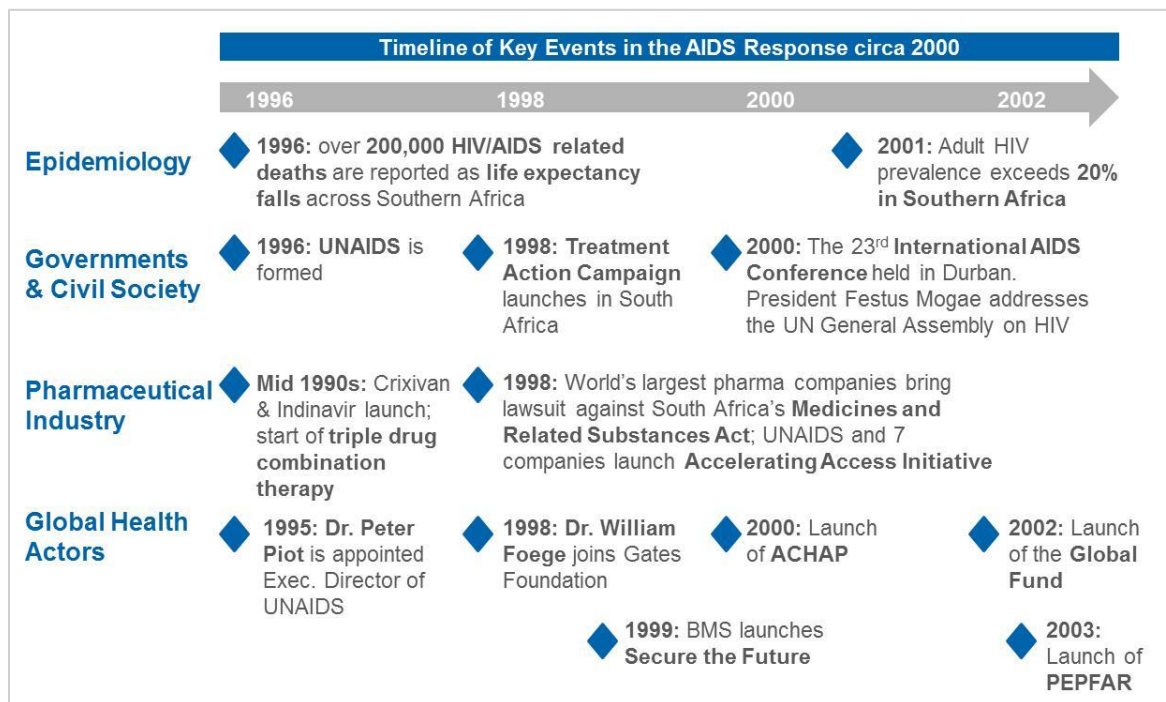 Timeline of Key Events in the AIDS Response circa 2000
1996 1998 2000 2002
Epidemiology
1996: over 200,000 HIV/AIDS related
deaths are reported as life expectancy
falls across Southern Africa
2001: Adult HIV
prevalence exceeds 20%
in Southern Africa
Governments
& Civil Society
1996: UNAIDS is
formed
1998: Treatment
Action Campaign
launches in South
Africa
2000: The 23rd International AIDS
Conference held in Durban.
President Festus Mogae addresses
the UN General Assembly on HIV
Pharmaceutical
Industry
Mid 1990s: Crixivan
& Indinavir launch;
start of triple drug
combination
therapy
1998: World's largest pharma companies bring
lawsuit against South Africa's Medicines and
Related Substances Act; UNAIDS and 7
companies launch Accelerating Access Initiative
Global Health
Actors
1995: Dr. Peter
Piot is appointed
Exec. Director of
UNAIDS
1998: Dr. William
Foege joins Gates
Foundation
2000: Launch
of ACHAP
2002: Launch
of the Global
Fund
1999: BMS launches
Secure the Future
2003:
Launch of
PEPFAR